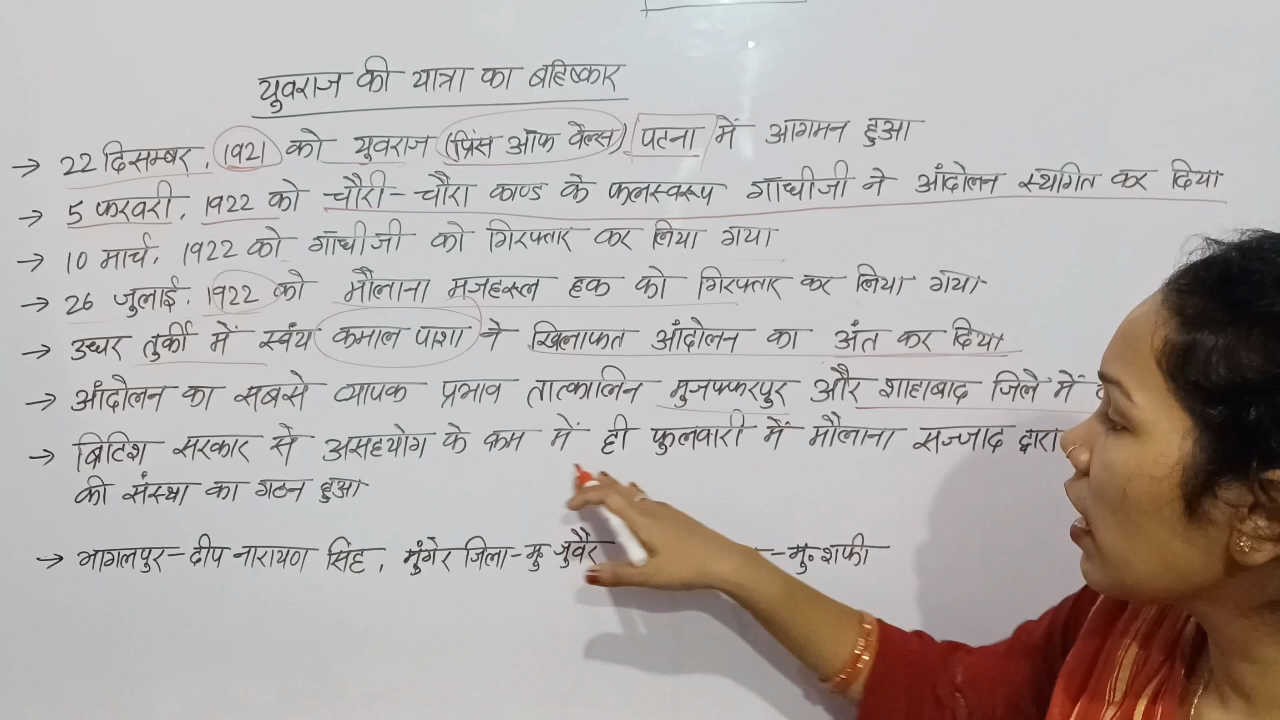 युवराज की यात्रा का बहिष्कार
→ 22 दिसम्बर, 1921 को युवराज (प्रिंस ऑफ वेल्स) पटना में आगमन हुआ
→ 5 फरवरी, 1922 को चौरी-चौरा काण्ड के फलस्वरूप गाँधीजी ने आंदोलन स्थगित कर दिया
→ 10 मार्च, 1922 को गाँधीजी को गिरफ्तार कर लिया गया
→ 26 जुलाई, 1922 को मौलाना मजहरुल हक को गिरफ्तार कर लिया गया
→ उधर तुर्की में स्वंय कमाल पाशा ने खिलाफत आंदोलन का अंत कर दिया
→ आंदोलन का सबसे व्यापक प्रभाव तात्कालिन मुजफ्फरपुर और शाहाबाद जिले में
→ ब्रिटिश सरकार से असहयोग के क्रम में ही फुलवारी में मौलाना सज्जाद द्वारा
की संस्था का गठन हुआ
→ भागलपुर - दीप नारायण सिंह, मुंगेर जिला - मु जुवैर - मु. शफी